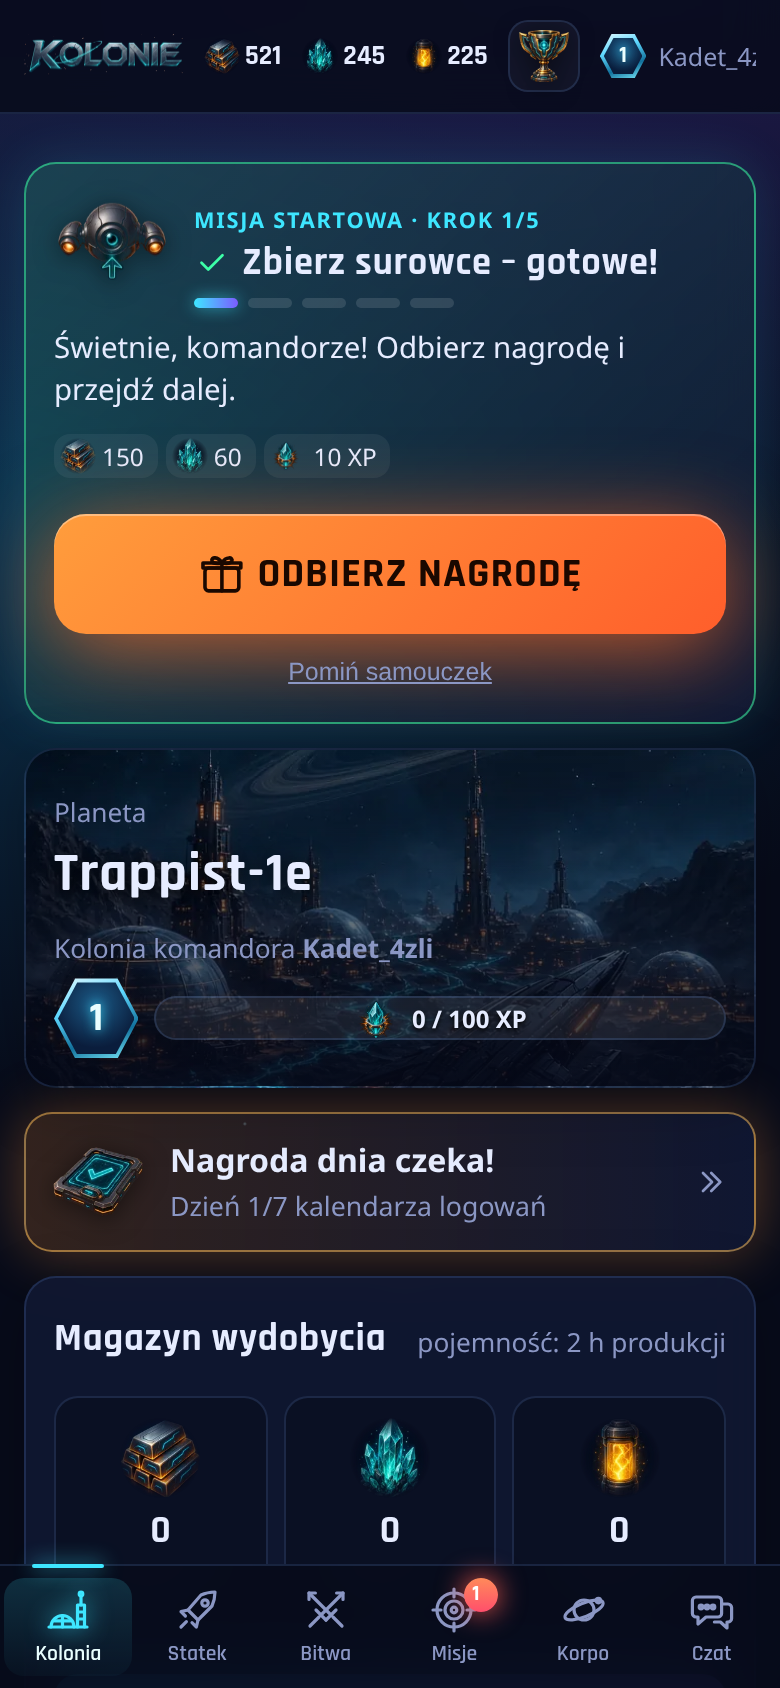 KOLONIE 521 245 225 1 Kadet_4z
MISJA STARTOWA · KROK 1/5
Zbierz surowce – gotowe!
Świetnie, komandorze! Odbierz nagrodę i
przejdź dalej.
150 60 10 XP
ODBIERZ NAGRODĘ
Pomiń samouczek
Planeta
Trappist-1e
Kolonia komandora Kadet_4zli
1 0 / 100 XP
Nagroda dnia czeka!
Dzień 1/7 kalendarza logowań
Magazyn wydobycia pojemność: 2 h produkcji
0 0 0
1
Kolonia Statek Bitwa Misje Korpo Czat